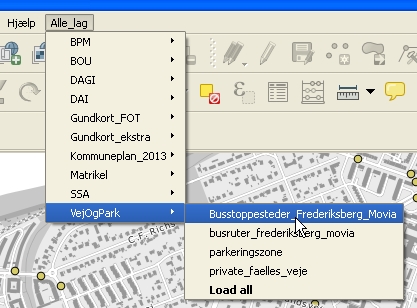 Hjælp Alle_lag
BPM
BOU
DAGI
DAI
Gundkort_FOT
Gundkort_ekstra
Kommuneplan_2013
Matrikel
SSA
VejOgPark
Busstoppesteder_Frederiksberg_Movia
busruter_frederiksberg_movia
parkeringszone
private_faelles_veje
Load all
C.F. Richs